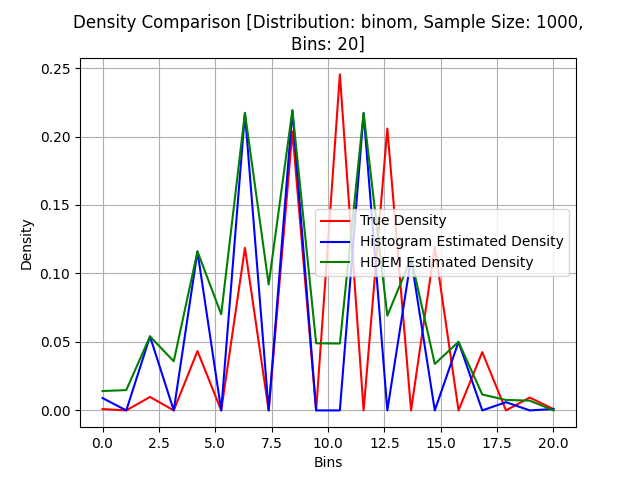 Density Comparison [Distribution: binom, Sample Size: 1000,
Bins: 20]
0.25
0.20
0.15
0.10
0.05
0.00
Density
True Density
Histogram Estimated Density
HDEM Estimated Density
0.0 2.5 5.0 7.5 10.0 12.5 15.0 17.5 20.0
Bins